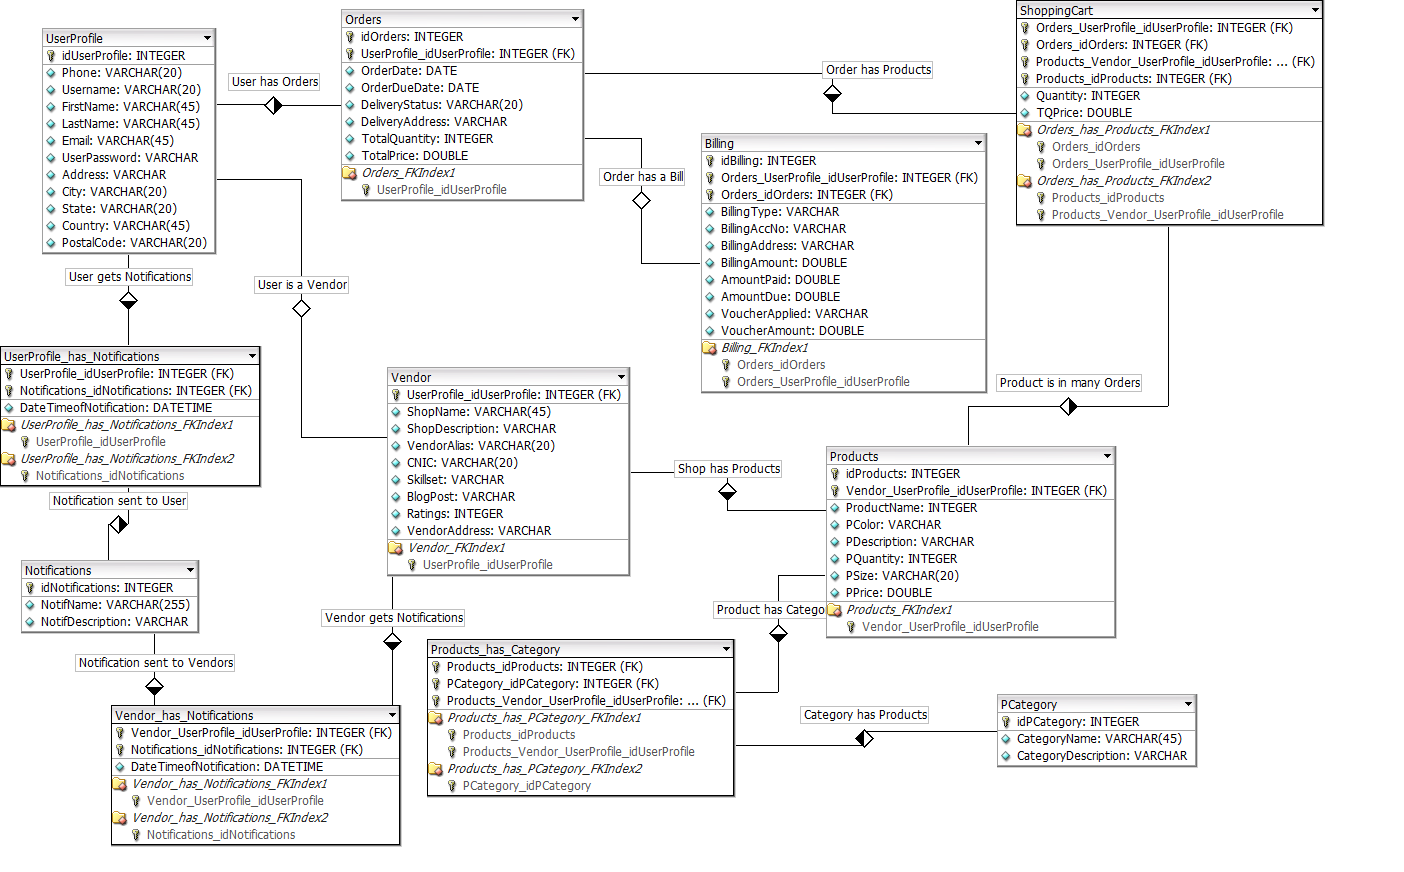 UserProfile
idUserProfile: INTEGER
Phone: VARCHAR(20)
Username: VARCHAR(20)
FirstName: VARCHAR(45)
LastName: VARCHAR(45)
Email: VARCHAR(45)
UserPassword: VARCHAR
Address: VARCHAR
City: VARCHAR(20)
State: VARCHAR(20)
Country: VARCHAR(45)
PostalCode: VARCHAR(20)
User has Orders
Orders
idOrders: INTEGER
UserProfile_idUserProfile: INTEGER (FK)
OrderDate: DATE
OrderDueDate: DATE
DeliveryStatus: VARCHAR(20)
DeliveryAddress: VARCHAR
TotalQuantity: INTEGER
TotalPrice: DOUBLE
Orders_FKIndex1
UserProfile_idUserProfile
Order has Products
ShoppingCart
Orders_UserProfile_idUserProfile: INTEGER (FK)
Orders_idOrders: INTEGER (FK)
Products_Vendor_UserProfile_idUserProfile: ... (FK)
Products_idProducts: INTEGER (FK)
Quantity: INTEGER
TQPrice: DOUBLE
Orders_has_Products_FKIndex1
Orders_idOrders
Orders_UserProfile_idUserProfile
Orders_has_Products_FKIndex2
Products_idProducts
Products_Vendor_UserProfile_idUserProfile
Order has a Bill
Billing
idBilling: INTEGER
Orders_UserProfile_idUserProfile: INTEGER (FK)
Orders_idOrders: INTEGER (FK)
BillingType: VARCHAR
BillingAccNo: VARCHAR
BillingAddress: VARCHAR
BillingAmount: DOUBLE
AmountPaid: DOUBLE
AmountDue: DOUBLE
VoucherApplied: VARCHAR
VoucherAmount: DOUBLE
Billing_FKIndex1
Orders_idOrders
Orders_UserProfile_idUserProfile
User gets Notifications
User is a Vendor
UserProfile_has_Notifications
UserProfile_idUserProfile: INTEGER (FK)
Notifications_idNotifications: INTEGER (FK)
DateTimeofNotification: DATETIME
UserProfile_has_Notifications_FKIndex1
UserProfile_idUserProfile
UserProfile_has_Notifications_FKIndex2
Notifications_idNotifications
Notification sent to User
Vendor
UserProfile_idUserProfile: INTEGER (FK)
ShopName: VARCHAR(45)
ShopDescription: VARCHAR
VendorAlias: VARCHAR(20)
CNIC: VARCHAR(20)
Skillset: VARCHAR
BlogPost: VARCHAR
Ratings: INTEGER
VendorAddress: VARCHAR
Vendor_FKIndex1
UserProfile_idUserProfile
Product is in many Orders
Shop has Products
Products
idProducts: INTEGER
Vendor_UserProfile_idUserProfile: INTEGER (FK)
ProductName: INTEGER
PColor: VARCHAR
PDescription: VARCHAR
PQuantity: INTEGER
PSize: VARCHAR(20)
PPrice: DOUBLE
Products_FKIndex1
Vendor_UserProfile_idUserProfile
Notifications
idNotifications: INTEGER
NotifName: VARCHAR(255)
NotifDescription: VARCHAR
Notification sent to Vendors
Vendor gets Notifications
Product has Catego
Products_has_Category
Products_idProducts: INTEGER (FK)
PCategory_idPCategory: INTEGER (FK)
Products_Vendor_UserProfile_idUserProfile: ... (FK)
Products_has_PCategory_FKIndex1
Products_idProducts
Products_Vendor_UserProfile_idUserProfile
Products_has_PCategory_FKIndex2
PCategory_idPCategory
Category has Products
PCategory
idPCategory: INTEGER
CategoryName: VARCHAR(45)
CategoryDescription: VARCHAR
Vendor_has_Notifications
Vendor_UserProfile_idUserProfile: INTEGER (FK)
Notifications_idNotifications: INTEGER (FK)
DateTimeofNotification: DATETIME
Vendor_has_Notifications_FKIndex1
Vendor_UserProfile_idUserProfile
Vendor_has_Notifications_FKIndex2
Notifications_idNotifications